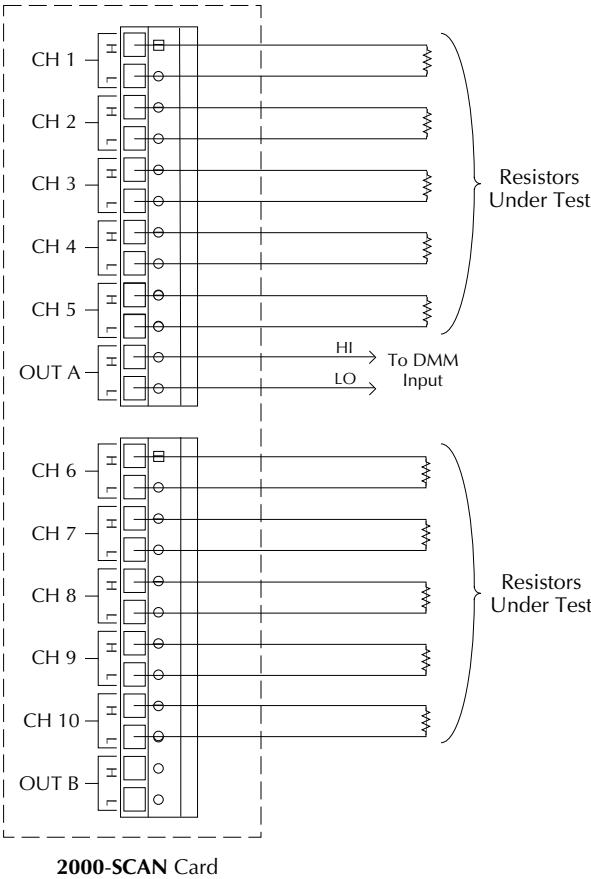 CH 1
H
L
CH 2
H
L
CH 3
H
L
CH 4
H
L
CH 5
H
L
Resistors
Under Test
OUT A
H
L
HI
LO
To DMM
Input
CH 6
H
L
CH 7
H
L
CH 8
H
L
CH 9
H
L
CH 10
H
L
Resistors
Under Test
OUT B
H
L
2000-SCAN Card